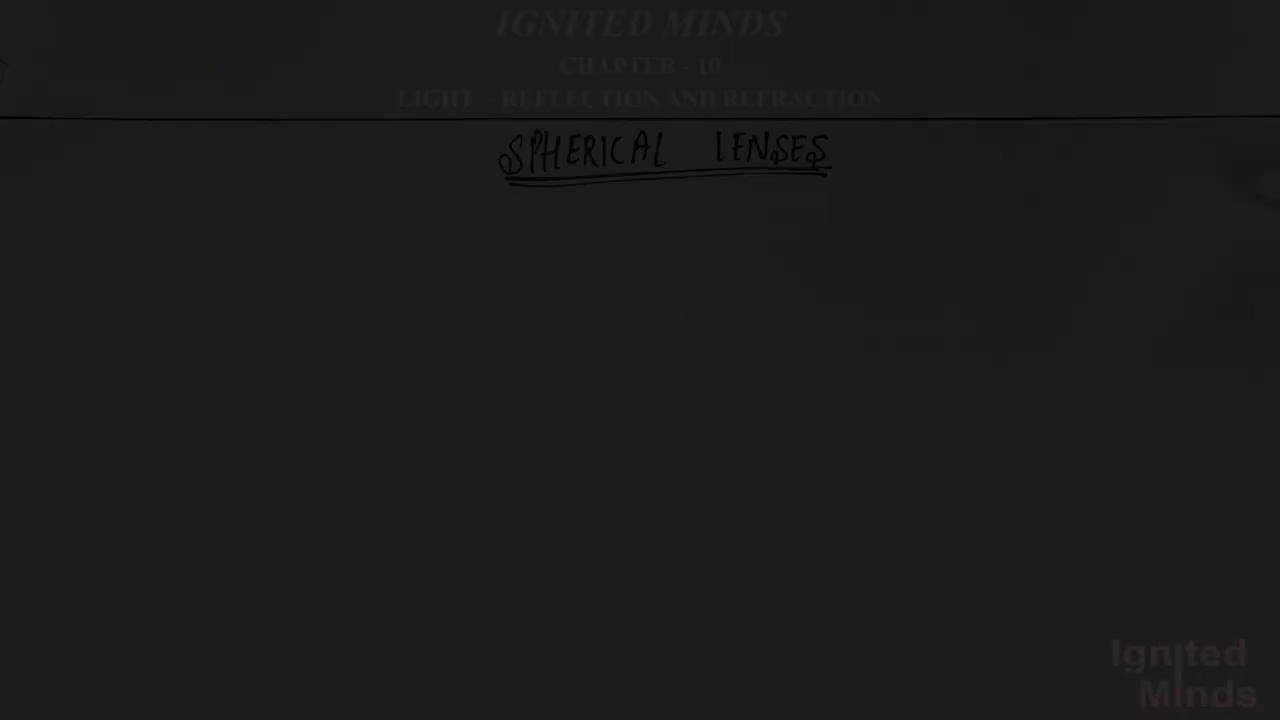 IGNITED MINDS
CHAPTER - 10
LIGHT - REFLECTION AND REFRACTION
SPHERICAL LENSES
Ignited
Minds